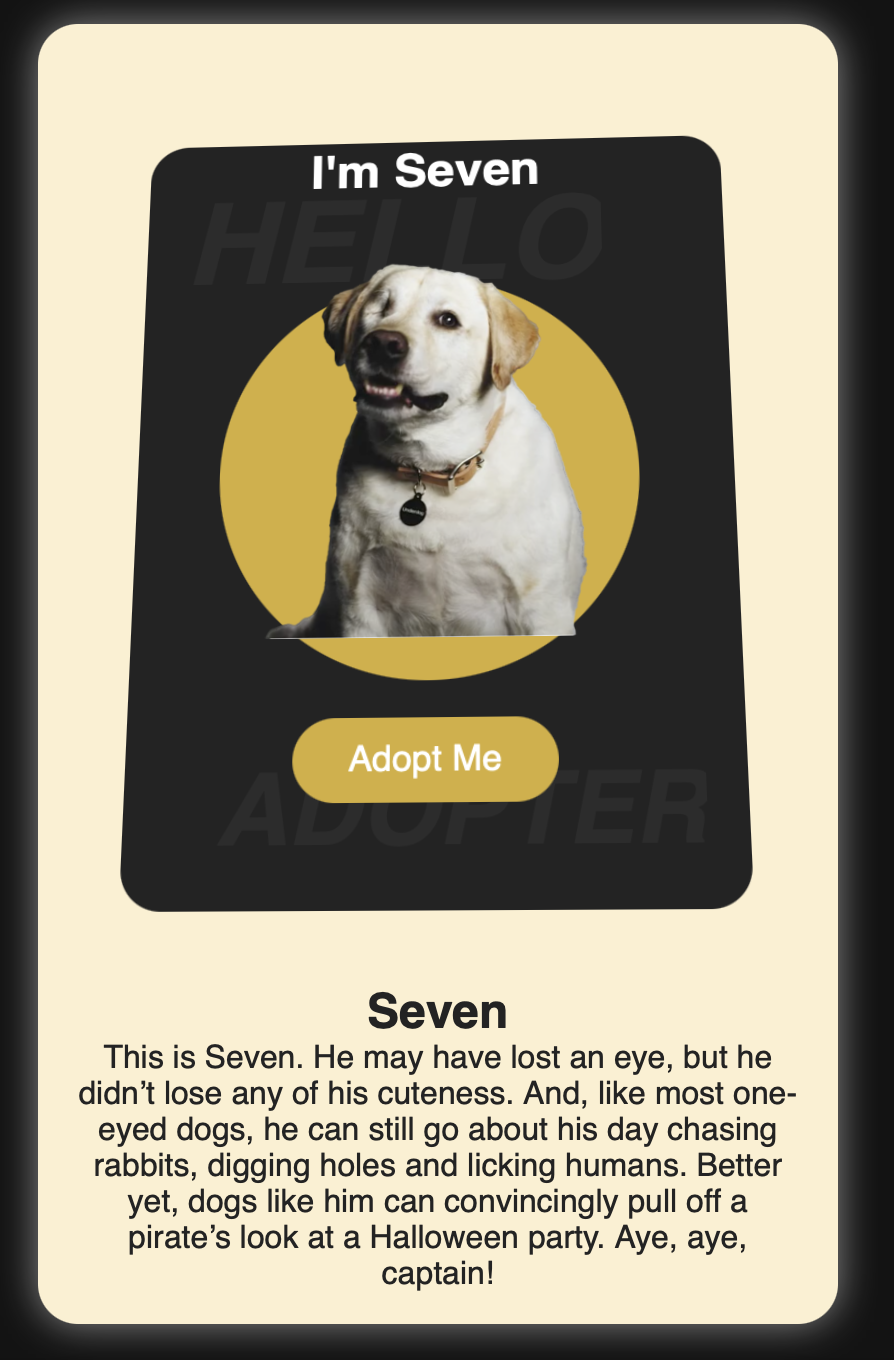 I'm Seven
HELLO
Adopt Me
ADOPTER
Seven
This is Seven. He may have lost an eye, but he
didn’t lose any of his cuteness. And, like most one-
eyed dogs, he can still go about his day chasing
rabbits, digging holes and licking humans. Better
yet, dogs like him can convincingly pull off a
pirate’s look at a Halloween party. Aye, aye,
captain!